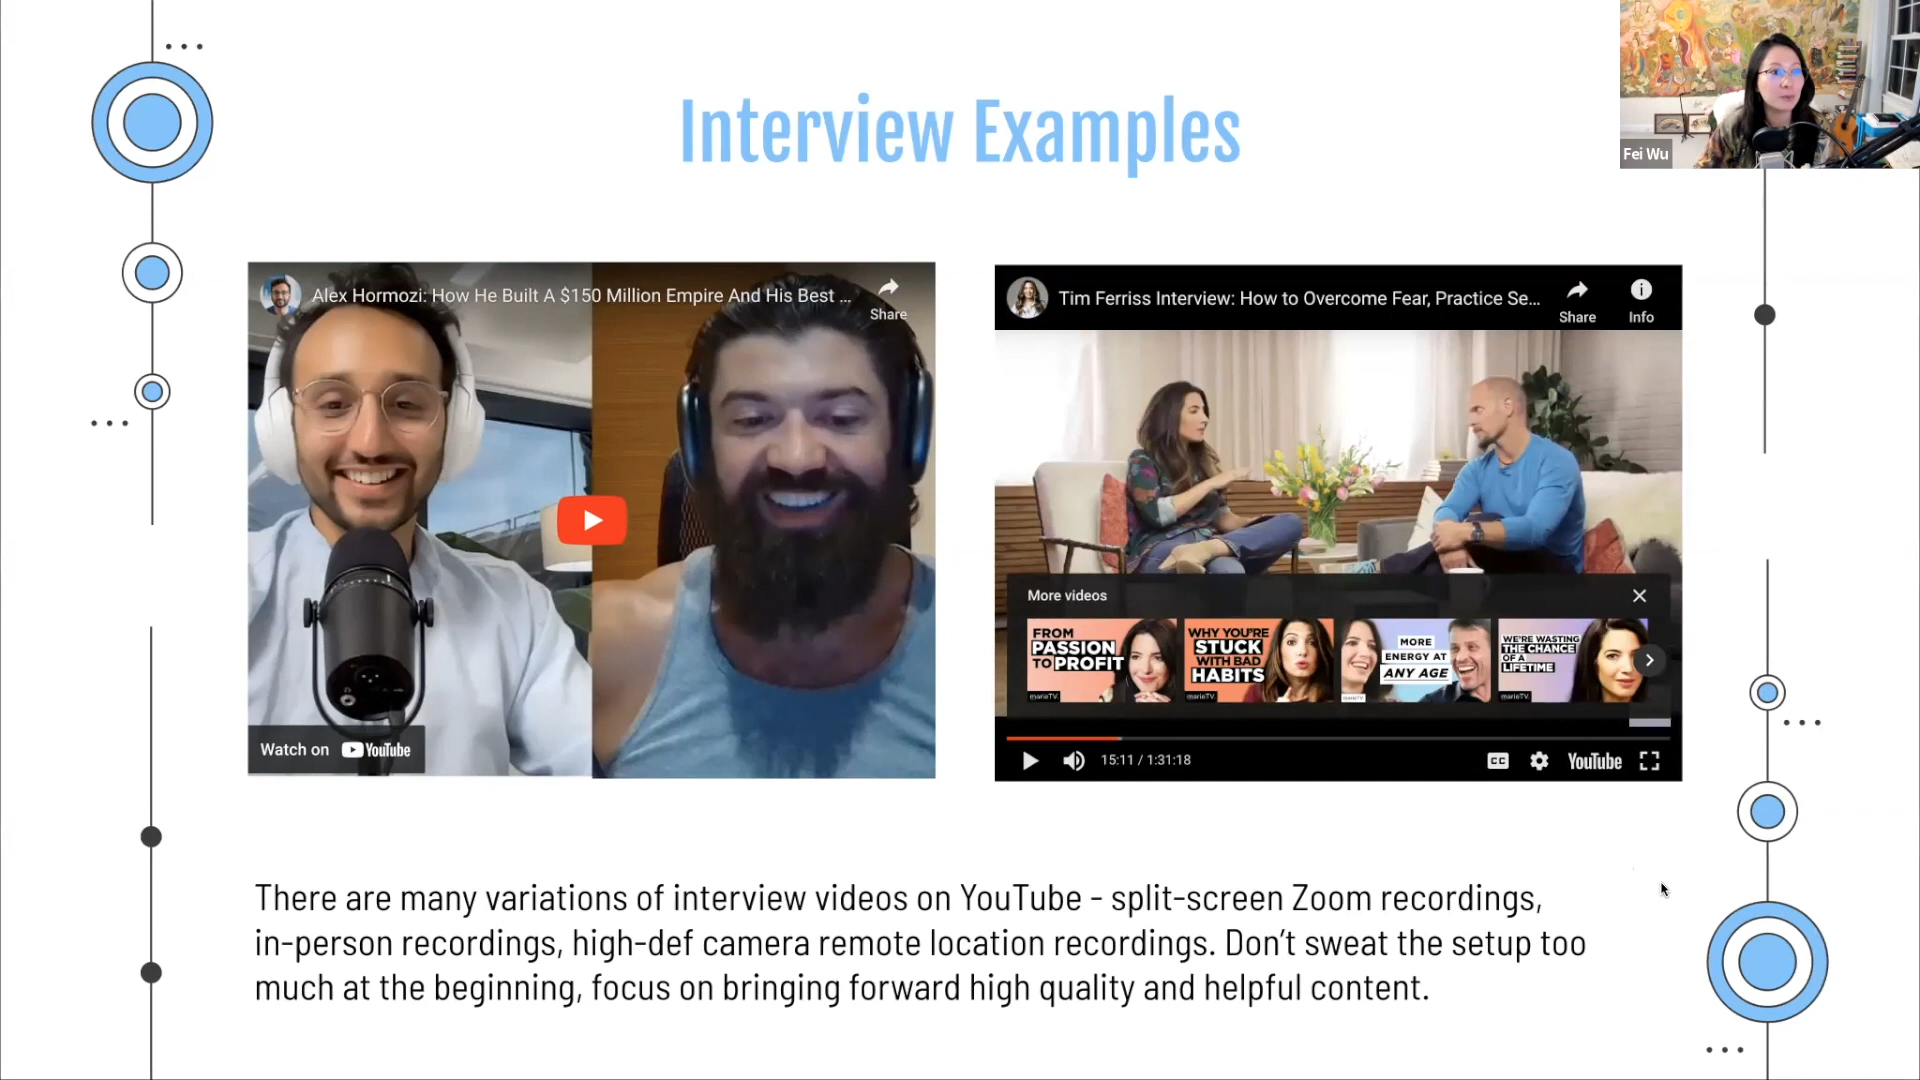 Fei Wu
Interview Examples
Alex Hormozi: How He Built A $150 Million Empire And His Best ...
Share
Watch on YouTube
Tim Ferriss Interview: How to Overcome Fear, Practice Se...
Share
Info
More videos
FROM
PASSION
TO PROFIT
marieTV.
WHY YOU'RE
STUCK
WITH BAD
HABITS
marieTV.
MORE
ENERGY AT
ANY AGE
marieTV.
WE'RE WASTING
THE CHANCE
OF A
LIFETIME
marieTV.
15:11 / 1:31:18
CC
YouTube
There are many variations of interview videos on YouTube - split-screen Zoom recordings,
in-person recordings, high-def camera remote location recordings. Don't sweat the setup too
much at the beginning, focus on bringing forward high quality and helpful content.